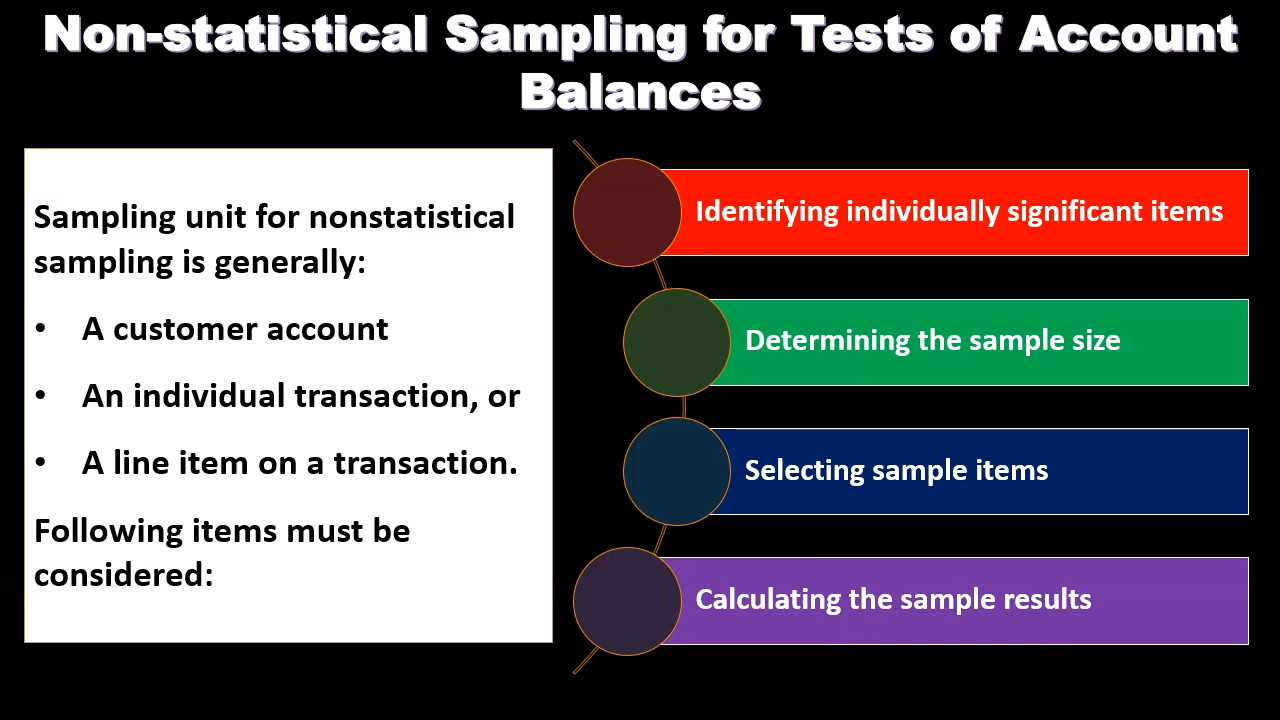 Non-statistical Sampling for Tests of Account
Balances
Sampling unit for nonstatistical
sampling is generally:
• A customer account
• An individual transaction, or
• A line item on a transaction.
Following items must be
considered:
Identifying individually significant items
Determining the sample size
Selecting sample items
Calculating the sample results